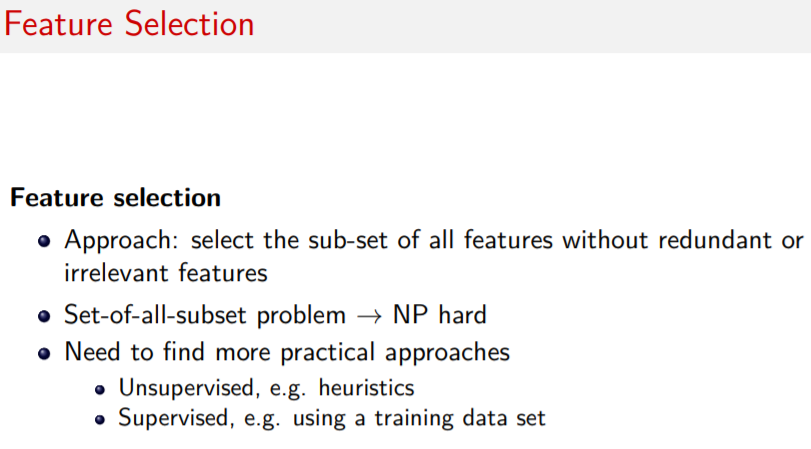 Feature Selection
Feature selection
Approach: select the sub-set of all features without redundant or
irrelevant features
Set-of-all-subset problem → NP hard
Need to find more practical approaches
Unsupervised, e.g. heuristics
Supervised, e.g. using a training data set